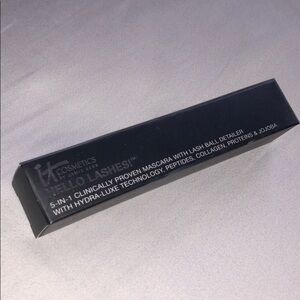 iT COSMETICS
HELLO LASHES!™
5-IN-1 CLINICALLY PROVEN MASCARA WITH LASH BALL DETAILER
WITH HYDRA-LUXE TECHNOLOGY, PEPTIDES, COLLAGEN, PROTEINS & JOJOBA